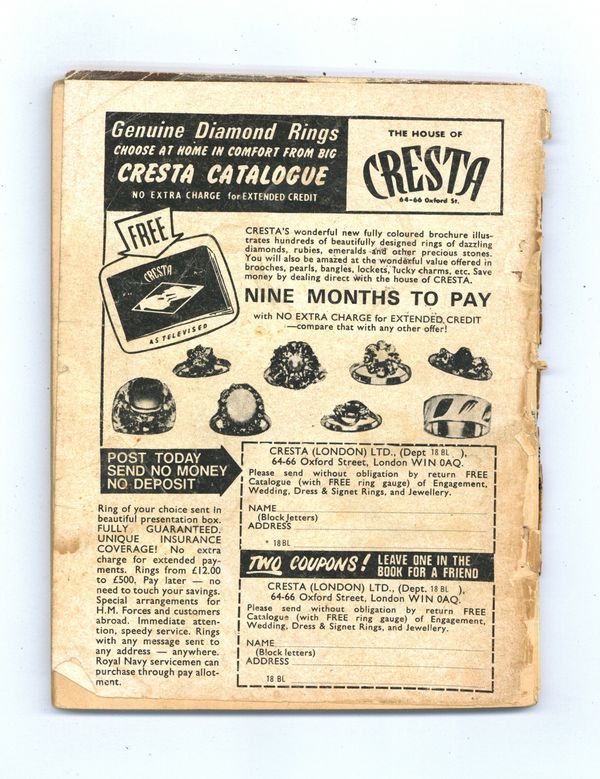 Genuine Diamond Rings
CHOOSE AT HOME IN COMFORT FROM BIG
CRESTA CATALOGUE
NO EXTRA CHARGE for EXTENDED CREDIT
THE HOUSE OF
CRESTA
64-66 Oxford St.
FREE
CRESTA
AS TELEVISED
CRESTA'S wonderful new fully coloured brochure illus-
trates hundreds of beautifully designed rings of dazzling
diamonds, rubies, emeralds and other precious stones.
You will also be amazed at the wonderful value offered in
brooches, pearls, bangles, lockets, lucky charms, etc. Save
money by dealing direct with the house of CRESTA.
NINE MONTHS TO PAY
with NO EXTRA CHARGE for EXTENDED CREDIT
—compare that with any other offer!
POST TODAY
SEND NO MONEY
NO DEPOSIT
Ring of your choice sent in
beautiful presentation box.
FULLY GUARANTEED.
UNIQUE INSURANCE
COVERAGE! No extra
charge for extended pay-
ments. Rings from £12.00
to £500, Pay later — no
need to touch your savings.
Special arrangements for
H.M. Forces and customers
abroad. Immediate atten-
tion, speedy service. Rings
with any message sent to
any address — anywhere.
Royal Navy servicemen can
purchase through pay allot-
ment.
CRESTA (LONDON) LTD., (Dept 18 BL ),
64-66 Oxford Street, London W1N 0AQ.
Please send without obligation by return FREE
Catalogue (with FREE ring gauge) of Engagement,
Wedding, Dress & Signet Rings, and Jewellery.
NAME
(Block letters)
ADDRESS
* 18 BL
TWO COUPONS! LEAVE ONE IN THE
BOOK FOR A FRIEND
CRESTA (LONDON) LTD., (Dept. 18 BL ),
64-66 Oxford Street, London W1N 0AQ.
Please send without obligation by return FREE
Catalogue (with FREE ring gauge) of Engagement,
Wedding, Dress & Signet Rings, and Jewellery.
NAME
(Block letters)
ADDRESS
18 BL